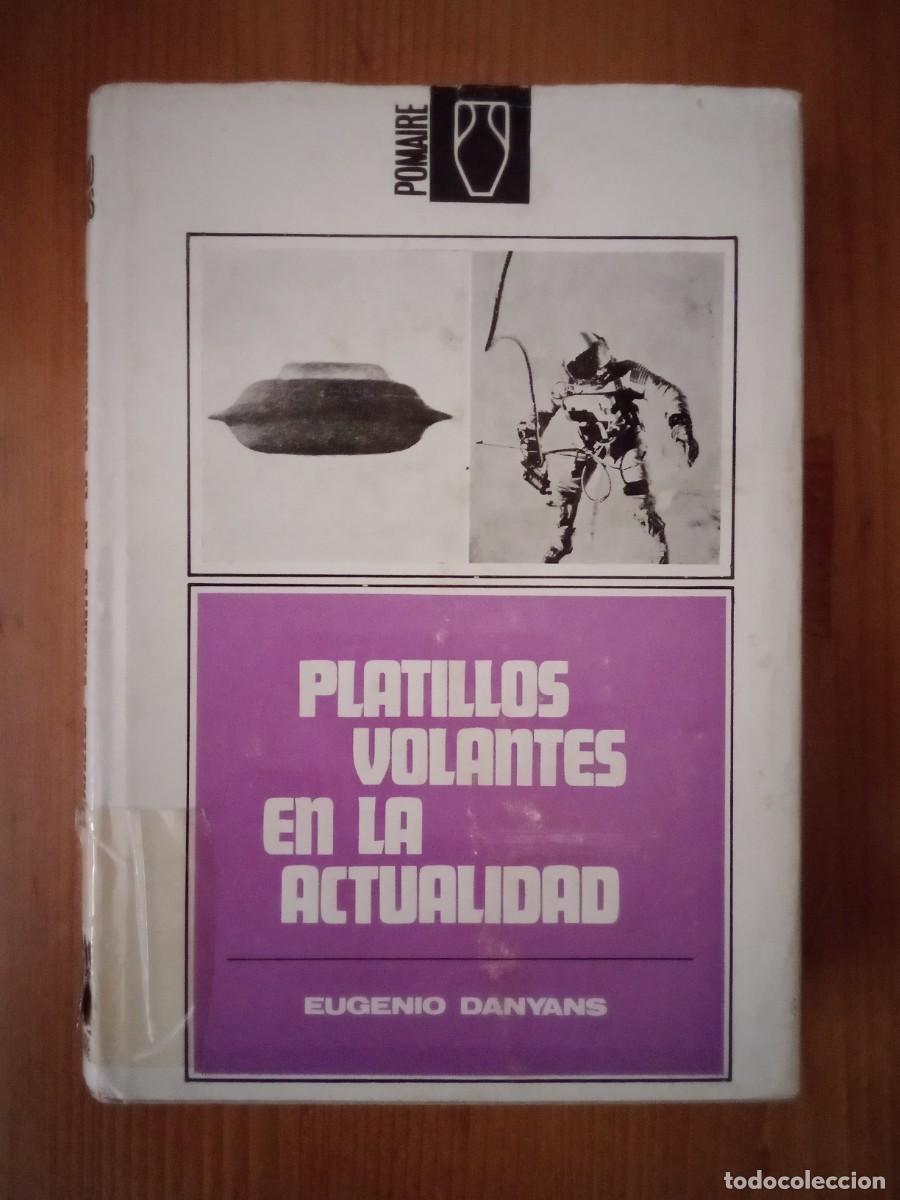 POMAIRE
PLATILLOS
VOLANTES
EN LA
ACTUALIDAD
EUGENIO DANYANS
todocoleccion